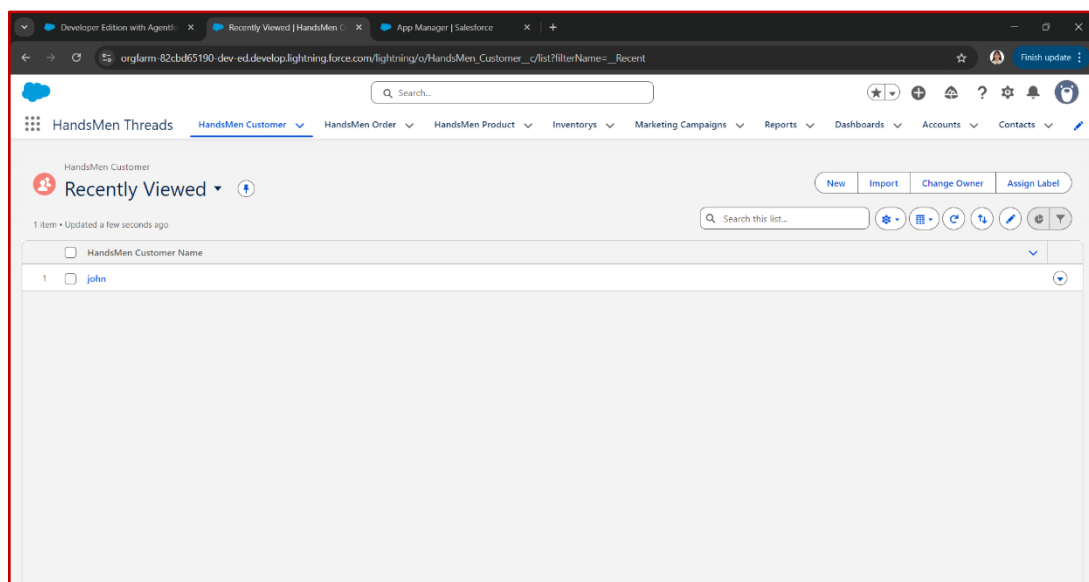 Developer Edition with Agentfo
Recently Viewed | HandsMen C
App Manager | Salesforce
orgfarm-82cbd65190-dev-ed.develop.lightning.force.com/lightning/o/HandsMen_Customer__c/list?filterName=__Recent
Finish update
Search...
HandsMen Threads
HandsMen Customer
HandsMen Order
HandsMen Product
Inventorys
Marketing Campaigns
Reports
Dashboards
Accounts
Contacts
HandsMen Customer
Recently Viewed
New
Import
Change Owner
Assign Label
1 item • Updated a few seconds ago
Search this list...
HandsMen Customer Name
1 john